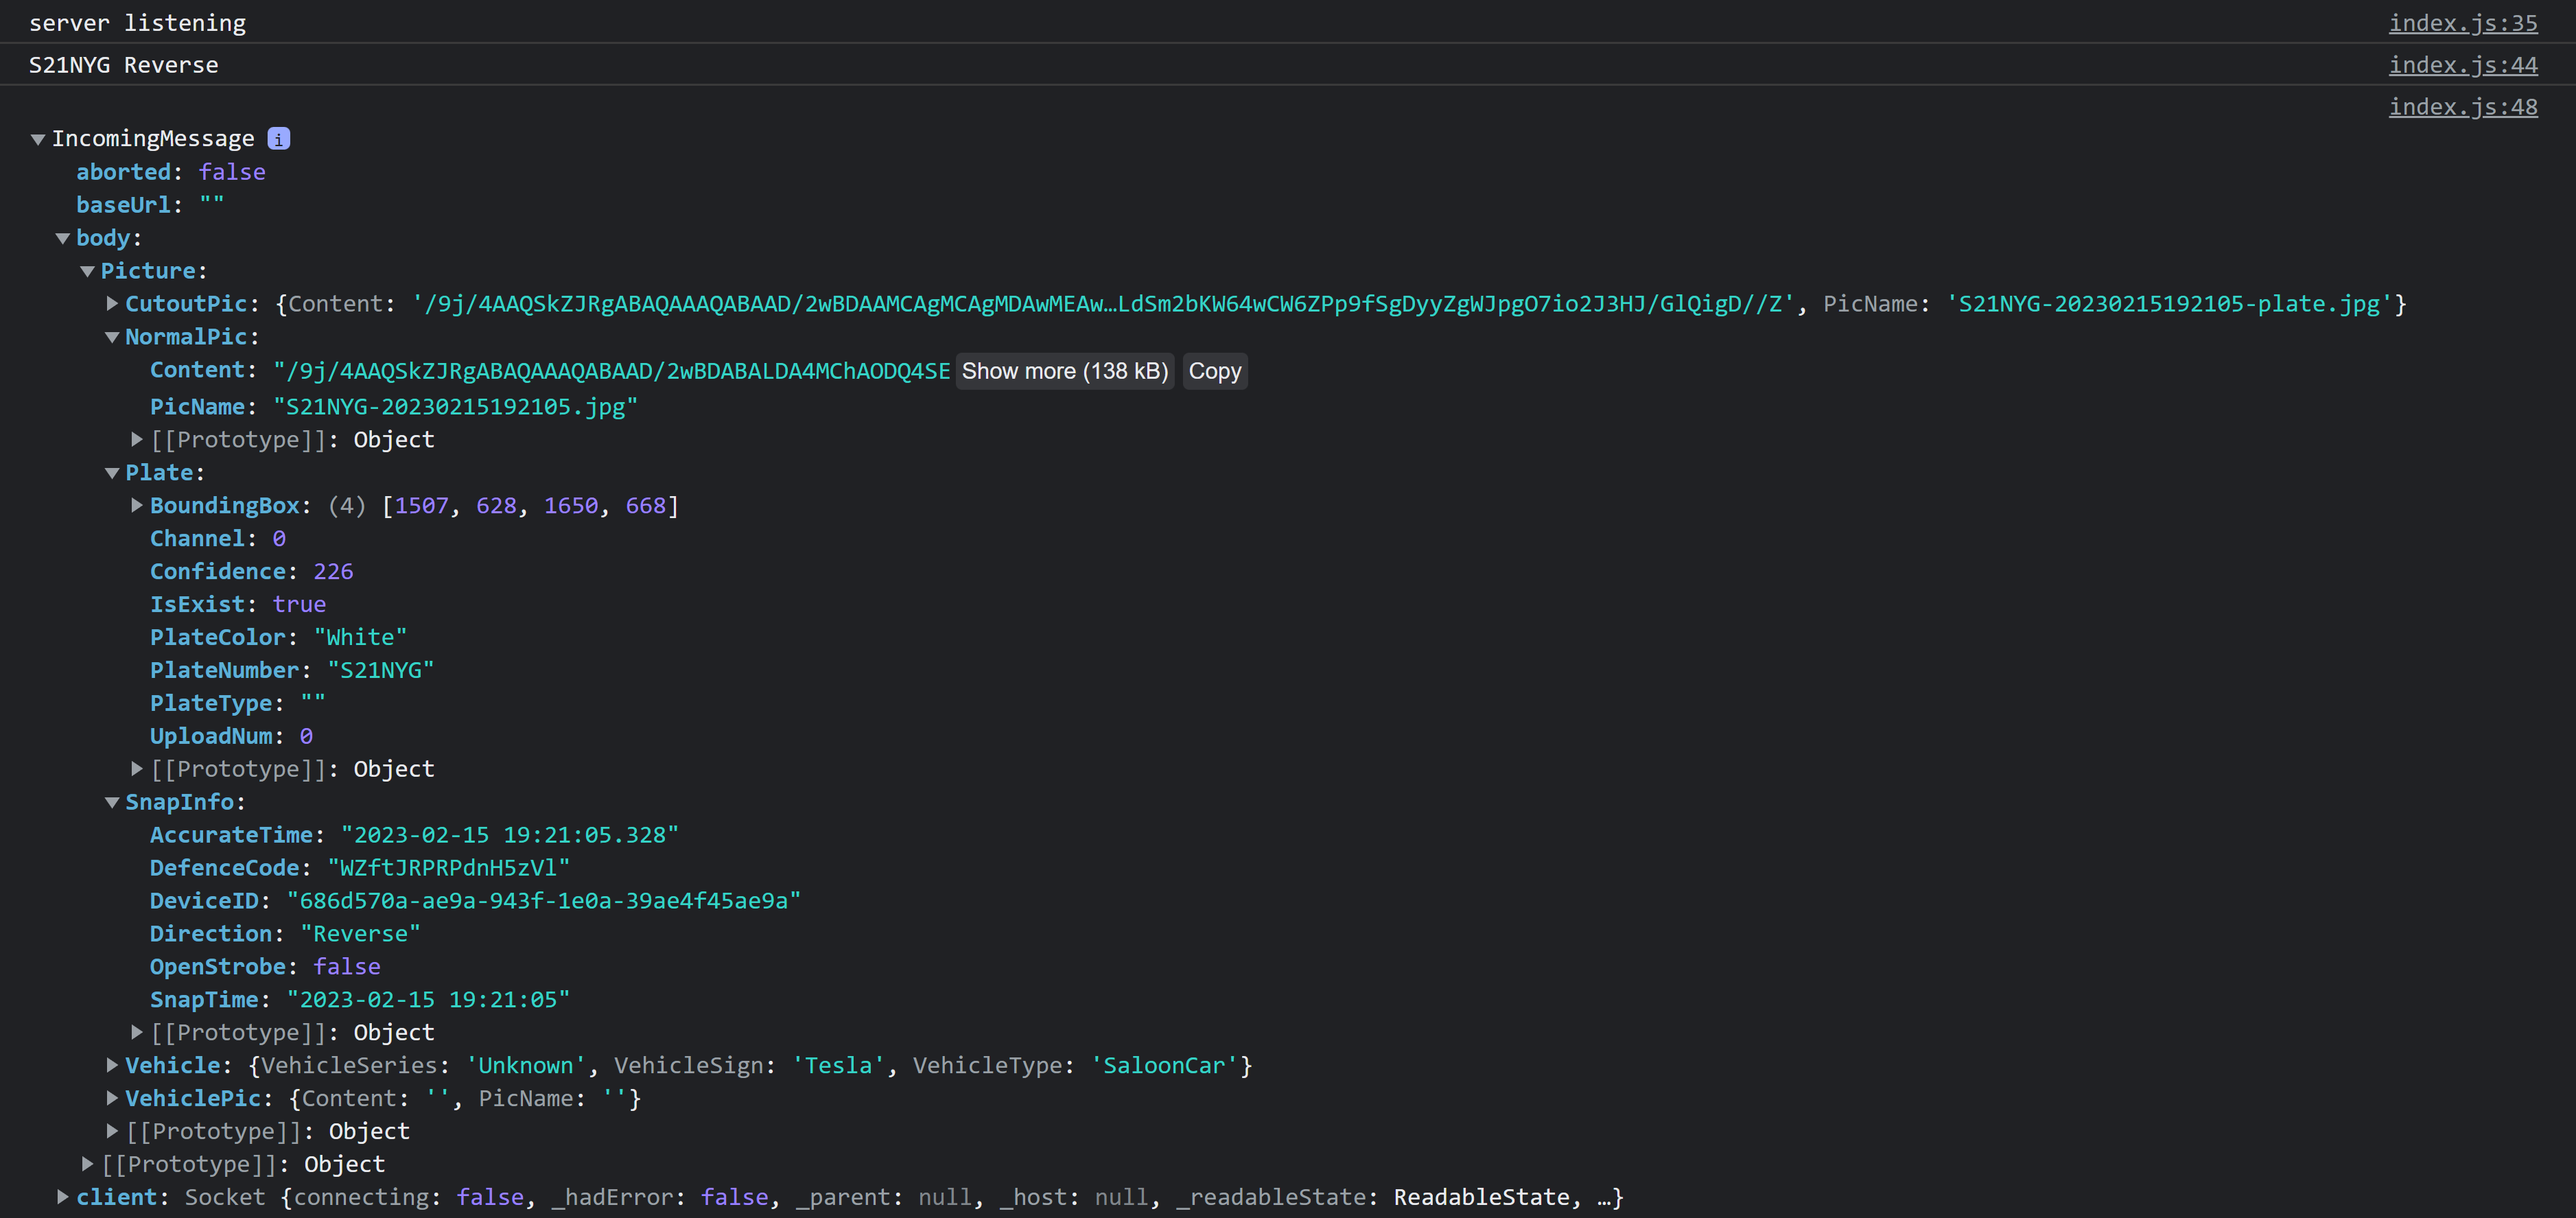 server listening index.js:35
S21NYG Reverse index.js:44
index.js:48
▼ IncomingMessage i
aborted: false
baseUrl: ""
▼ body:
▼ Picture:
▶ CutoutPic: {Content: '/9j/4AAQSkZJRgABAQAAAQABAAD/2wBDAAMCAgMCAgMDAwMEAw…LdSm2bKW64wCW6ZPp9fSgDyyZgWJpgO7io2J3HJ/GlQigD//Z', PicName: 'S21NYG-20230215192105-plate.jpg'}
▼ NormalPic:
Content: "/9j/4AAQSkZJRgABAQAAAQABAAD/2wBDABALDA4MChAODQ4SE Show more (138 kB) Copy
PicName: "S21NYG-20230215192105.jpg"
▶ [[Prototype]]: Object
▼ Plate:
▶ BoundingBox: (4) [1507, 628, 1650, 668]
Channel: 0
Confidence: 226
IsExist: true
PlateColor: "White"
PlateNumber: "S21NYG"
PlateType: ""
UploadNum: 0
▶ [[Prototype]]: Object
▼ SnapInfo:
AccurateTime: "2023-02-15 19:21:05.328"
DefenceCode: "WZftJRPRPdnH5zVl"
DeviceID: "686d570a-ae9a-943f-1e0a-39ae4f45ae9a"
Direction: "Reverse"
OpenStrobe: false
SnapTime: "2023-02-15 19:21:05"
▶ [[Prototype]]: Object
▶ Vehicle: {VehicleSeries: 'Unknown', VehicleSign: 'Tesla', VehicleType: 'SaloonCar'}
▶ VehiclePic: {Content: '', PicName: ''}
▶ [[Prototype]]: Object
▶ [[Prototype]]: Object
▶ client: Socket {connecting: false, _hadError: false, _parent: null, _host: null, _readableState: ReadableState, …}